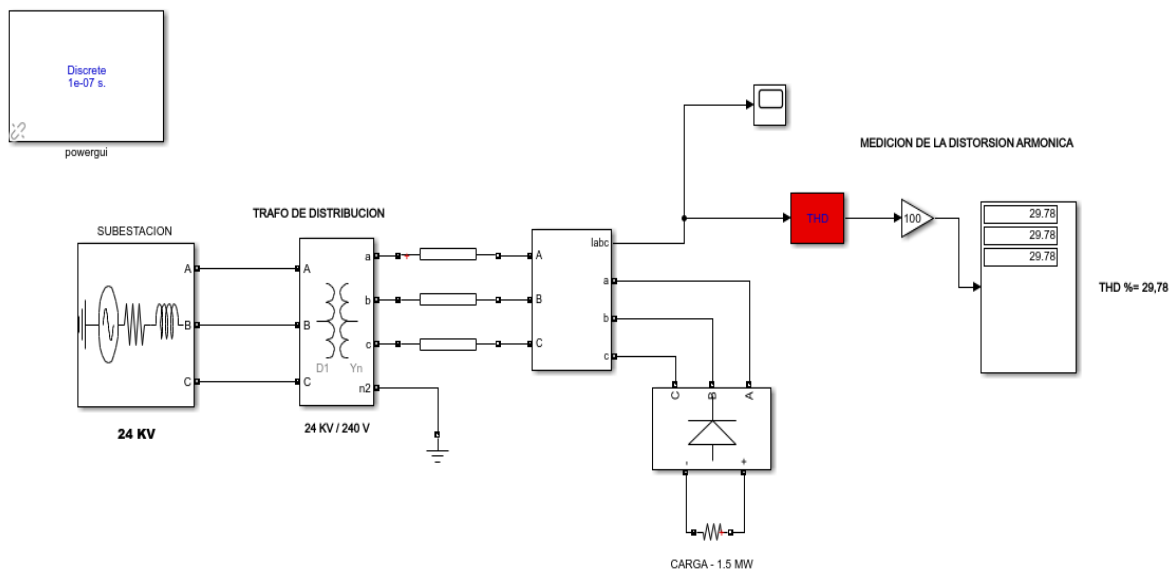 Discrete
1e-07 s.
powergui
MEDICION DE LA DISTORSION ARMONICA
TRAFO DE DISTRIBUCION
SUBESTACION
A
B
C
24 KV
A
B
C
a
b
c
n2
D1 Yn
24 KV / 240 V
A
B
C
Iabc
a
b
c
THD
100
29.78
29.78
29.78
THD %= 29,78
C
B
A
-
+
CARGA - 1.5 MW